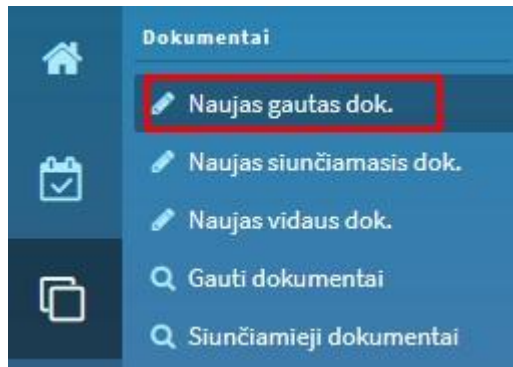 Dokumentai
Naujas gautas dok.
Naujas siunčiamasis dok.
Naujas vidaus dok.
Gauti dokumentai
Siunčiamieji dokumentai